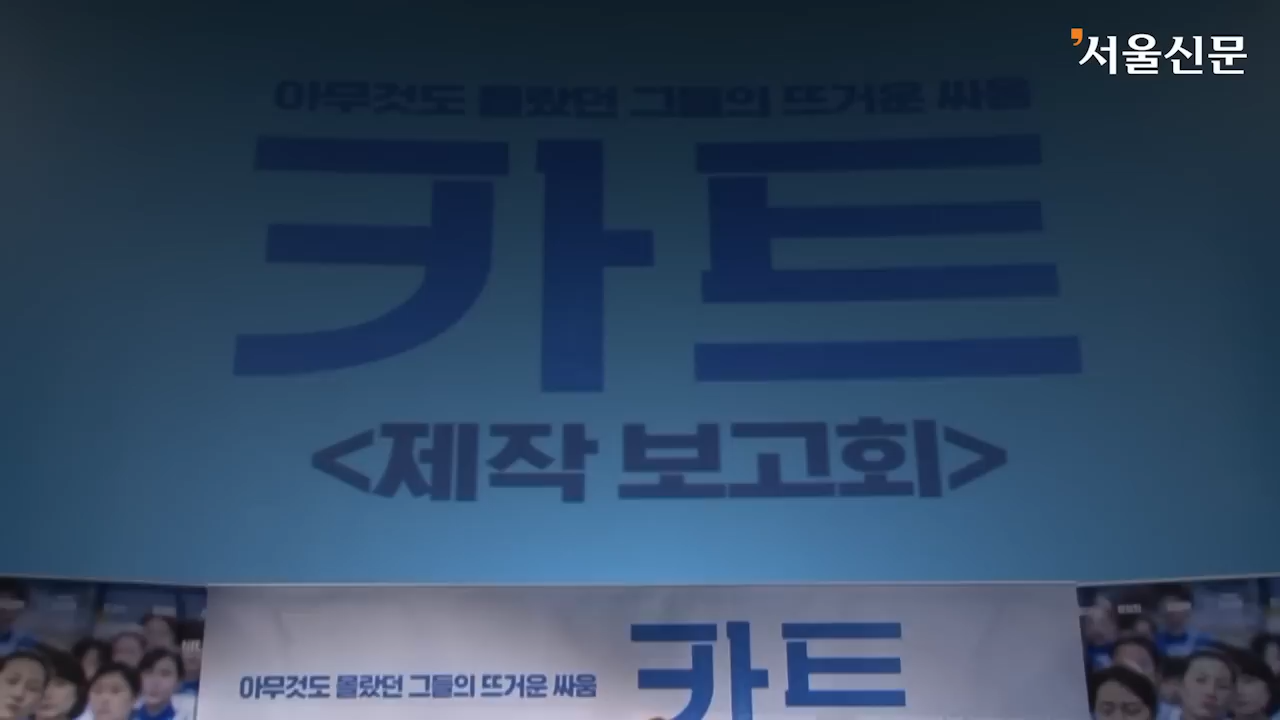 서울신문
아무것도 몰랐던 그들의 뜨거운 싸움
카트
<제작 보고회>
아무것도 몰랐던 그들의 뜨거운 싸움 카트